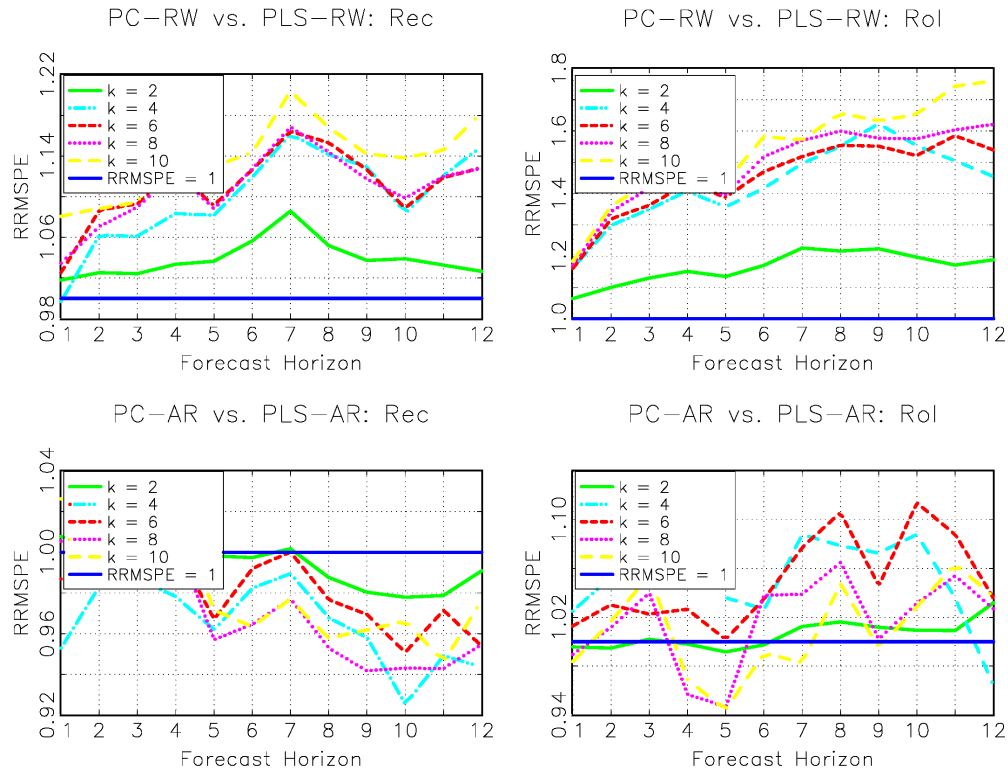 PC-RW vs. PLS-RW: Rec
RRMSPE
0.98 1.06 1.14 1.22
k = 2
k = 4
k = 6
k = 8
k = 10
RRMSPE = 1
1 2 3 4 5 6 7 8 9 10 12
Forecast Horizon
PC-RW vs. PLS-RW: Rol
RRMSPE
1.0 1.2 1.4 1.6 1.8
k = 2
k = 4
k = 6
k = 8
k = 10
RRMSPE = 1
1 2 3 4 5 6 7 8 9 10 12
Forecast Horizon
PC-AR vs. PLS-AR: Rec
RRMSPE
0.92 0.96 1.00 1.04
k = 2
k = 4
k = 6
k = 8
k = 10
RRMSPE = 1
1 2 3 4 5 6 7 8 9 10 12
Forecast Horizon
PC-AR vs. PLS-AR: Rol
RRMSPE
0.94 1.02 1.10
k = 2
k = 4
k = 6
k = 8
k = 10
RRMSPE = 1
1 2 3 4 5 6 7 8 9 10 12
Forecast Horizon